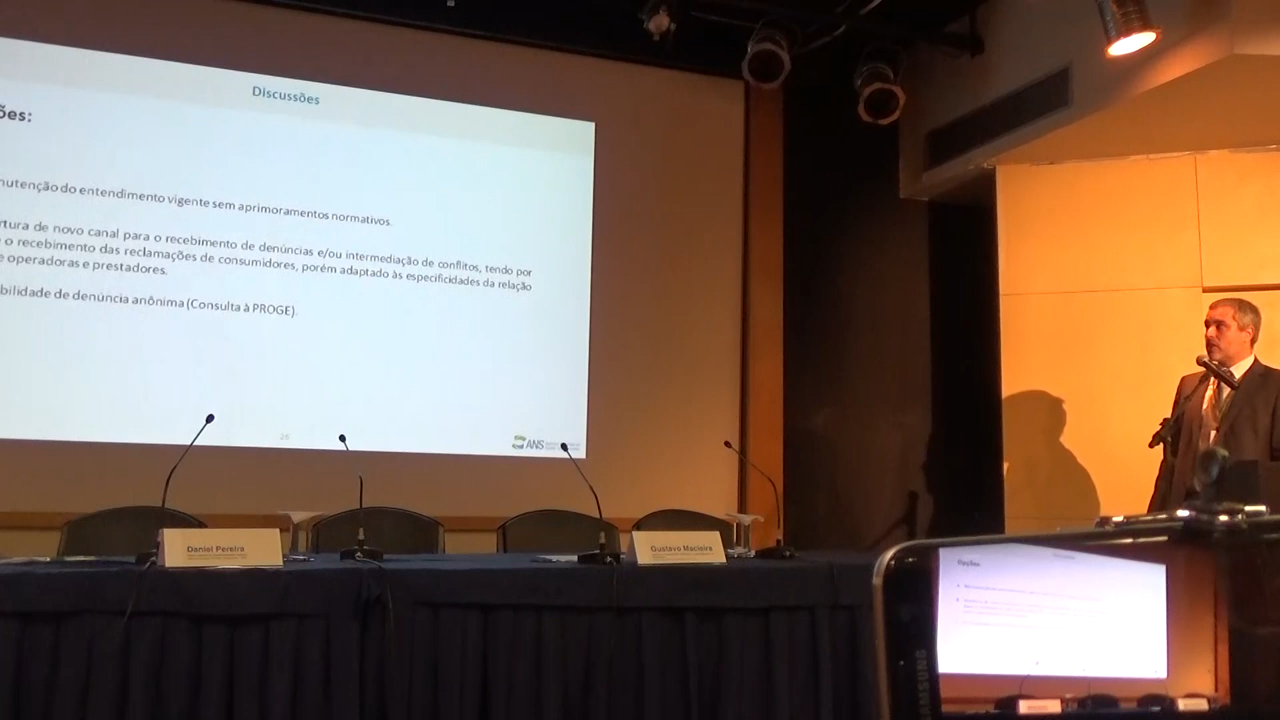 Discussões
ões:
nutenção do entendimento vigente sem aprimoramentos normativos.
rtura de novo canal para o recebimento de denúncias e/ou intermediação de conflitos, tendo por
o recebimento das reclamações de consumidores, porém adaptado às especificidades da relação
e operadoras e prestadores.
bilidade de denúncia anônima (Consulta à PROGE).
26
ANS
Daniel Pereira
Gustavo Macieira
Opções
SAMSUNG